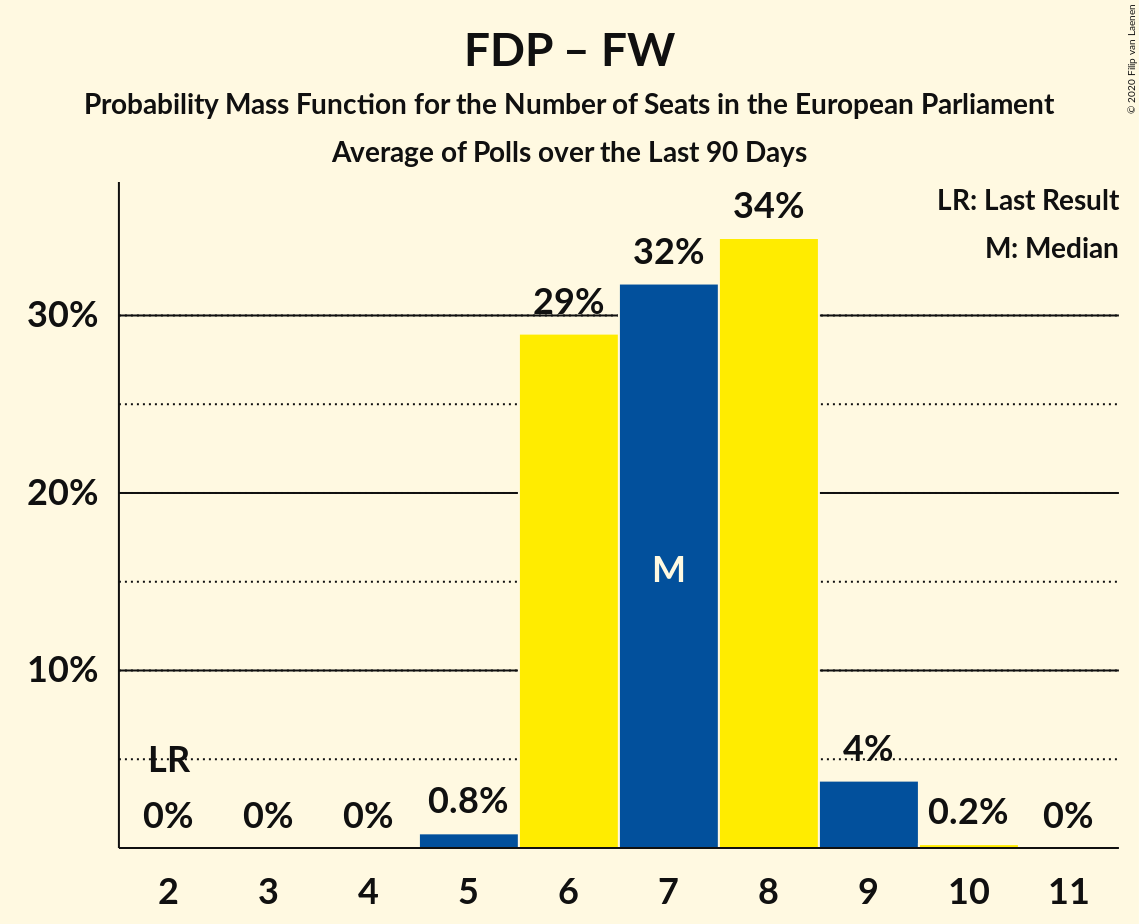 FDP – FW
Probability Mass Function for the Number of Seats in the European Parliament
Average of Polls over the Last 90 Days
© 2020 Filip van Laenen
LR: Last Result
M: Median
34%
32%
29%
30%
20%
M
10%
LR
4%
0%
0%
0%
0.8%
0.2%
0%
2 3 4 5 6 7 8 9 10 11